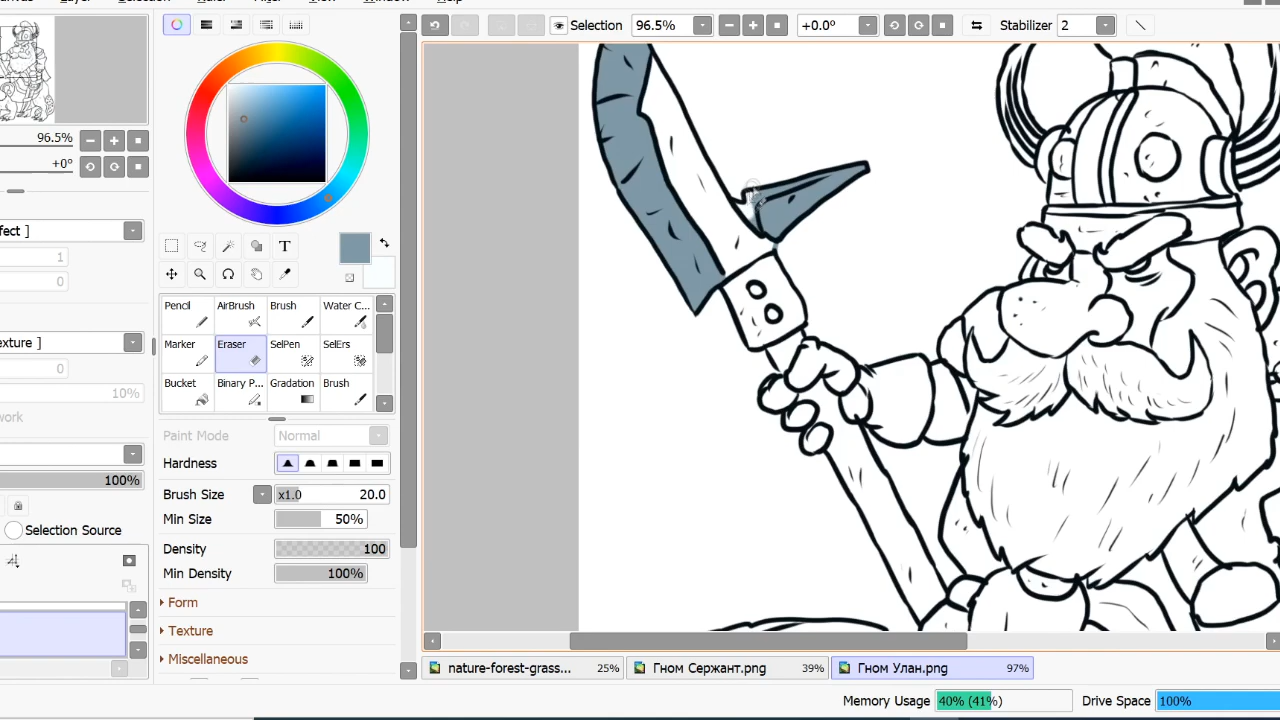 Selection 96.5% +0.0º Stabilizer 2
96.5%
+0º
ffect ]
1
0
exture ]
0
10%
work
100%
Selection Source
T
Pencil AirBrush Brush Water C...
Marker Eraser SelPen SelErs
Bucket Binary P... Gradation Brush
Paint Mode Normal
Hardness
Brush Size x1.0 20.0
Min Size 50%
Density 100
Min Density 100%
Form
Texture
Miscellaneous
nature-forest-grass... 25% Гном Сержант.png 39% Гном Улан.png 97%
Memory Usage 40% (41%) Drive Space 100%